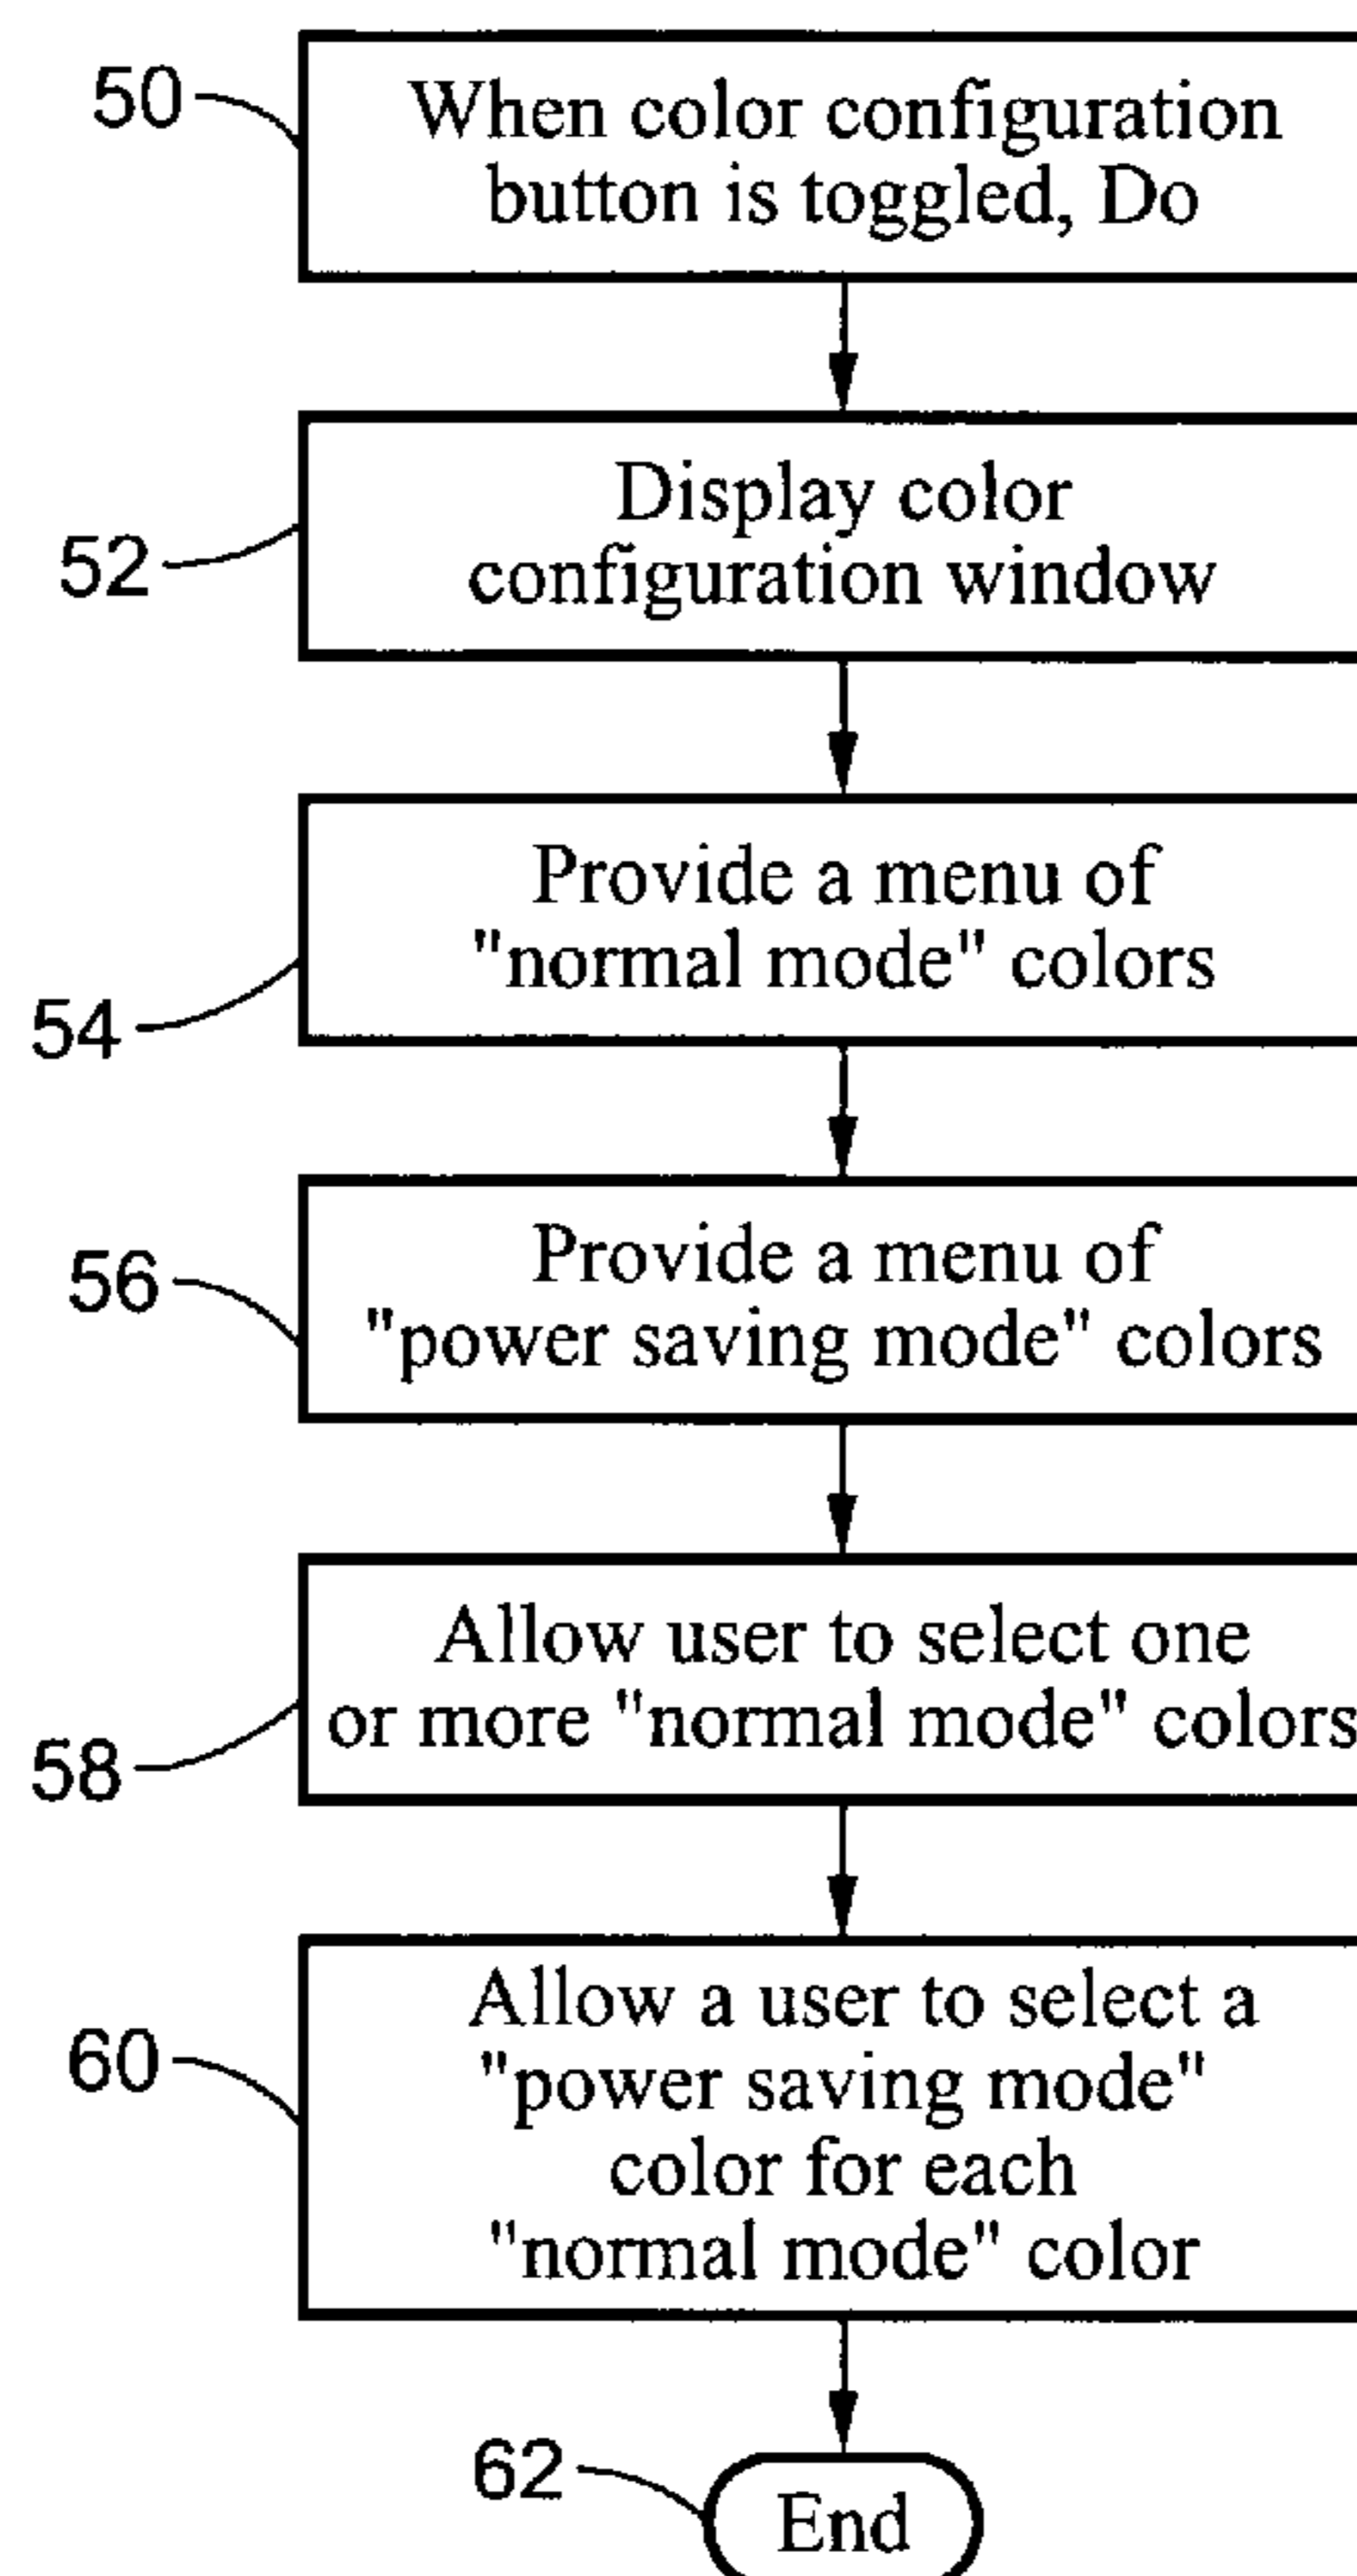 50
When color configuration
button is toggled, Do
52
Display color
configuration window
54
Provide a menu of
"normal mode" colors
56
Provide a menu of
"power saving mode" colors
58
Allow user to select one
or more "normal mode" colors
60
Allow a user to select a
"power saving mode"
color for each
"normal mode" color
62
End